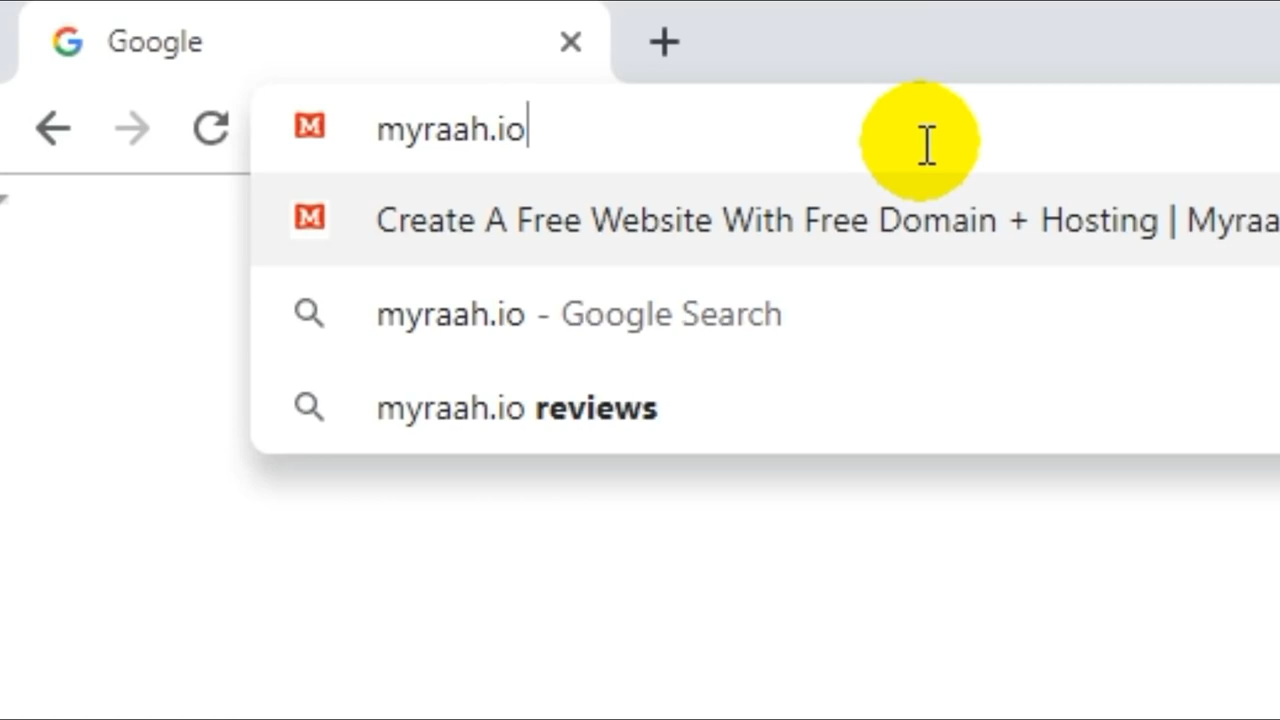 Google
myraah.io
Create A Free Website With Free Domain + Hosting | Myraa
myraah.io - Google Search
myraah.io reviews